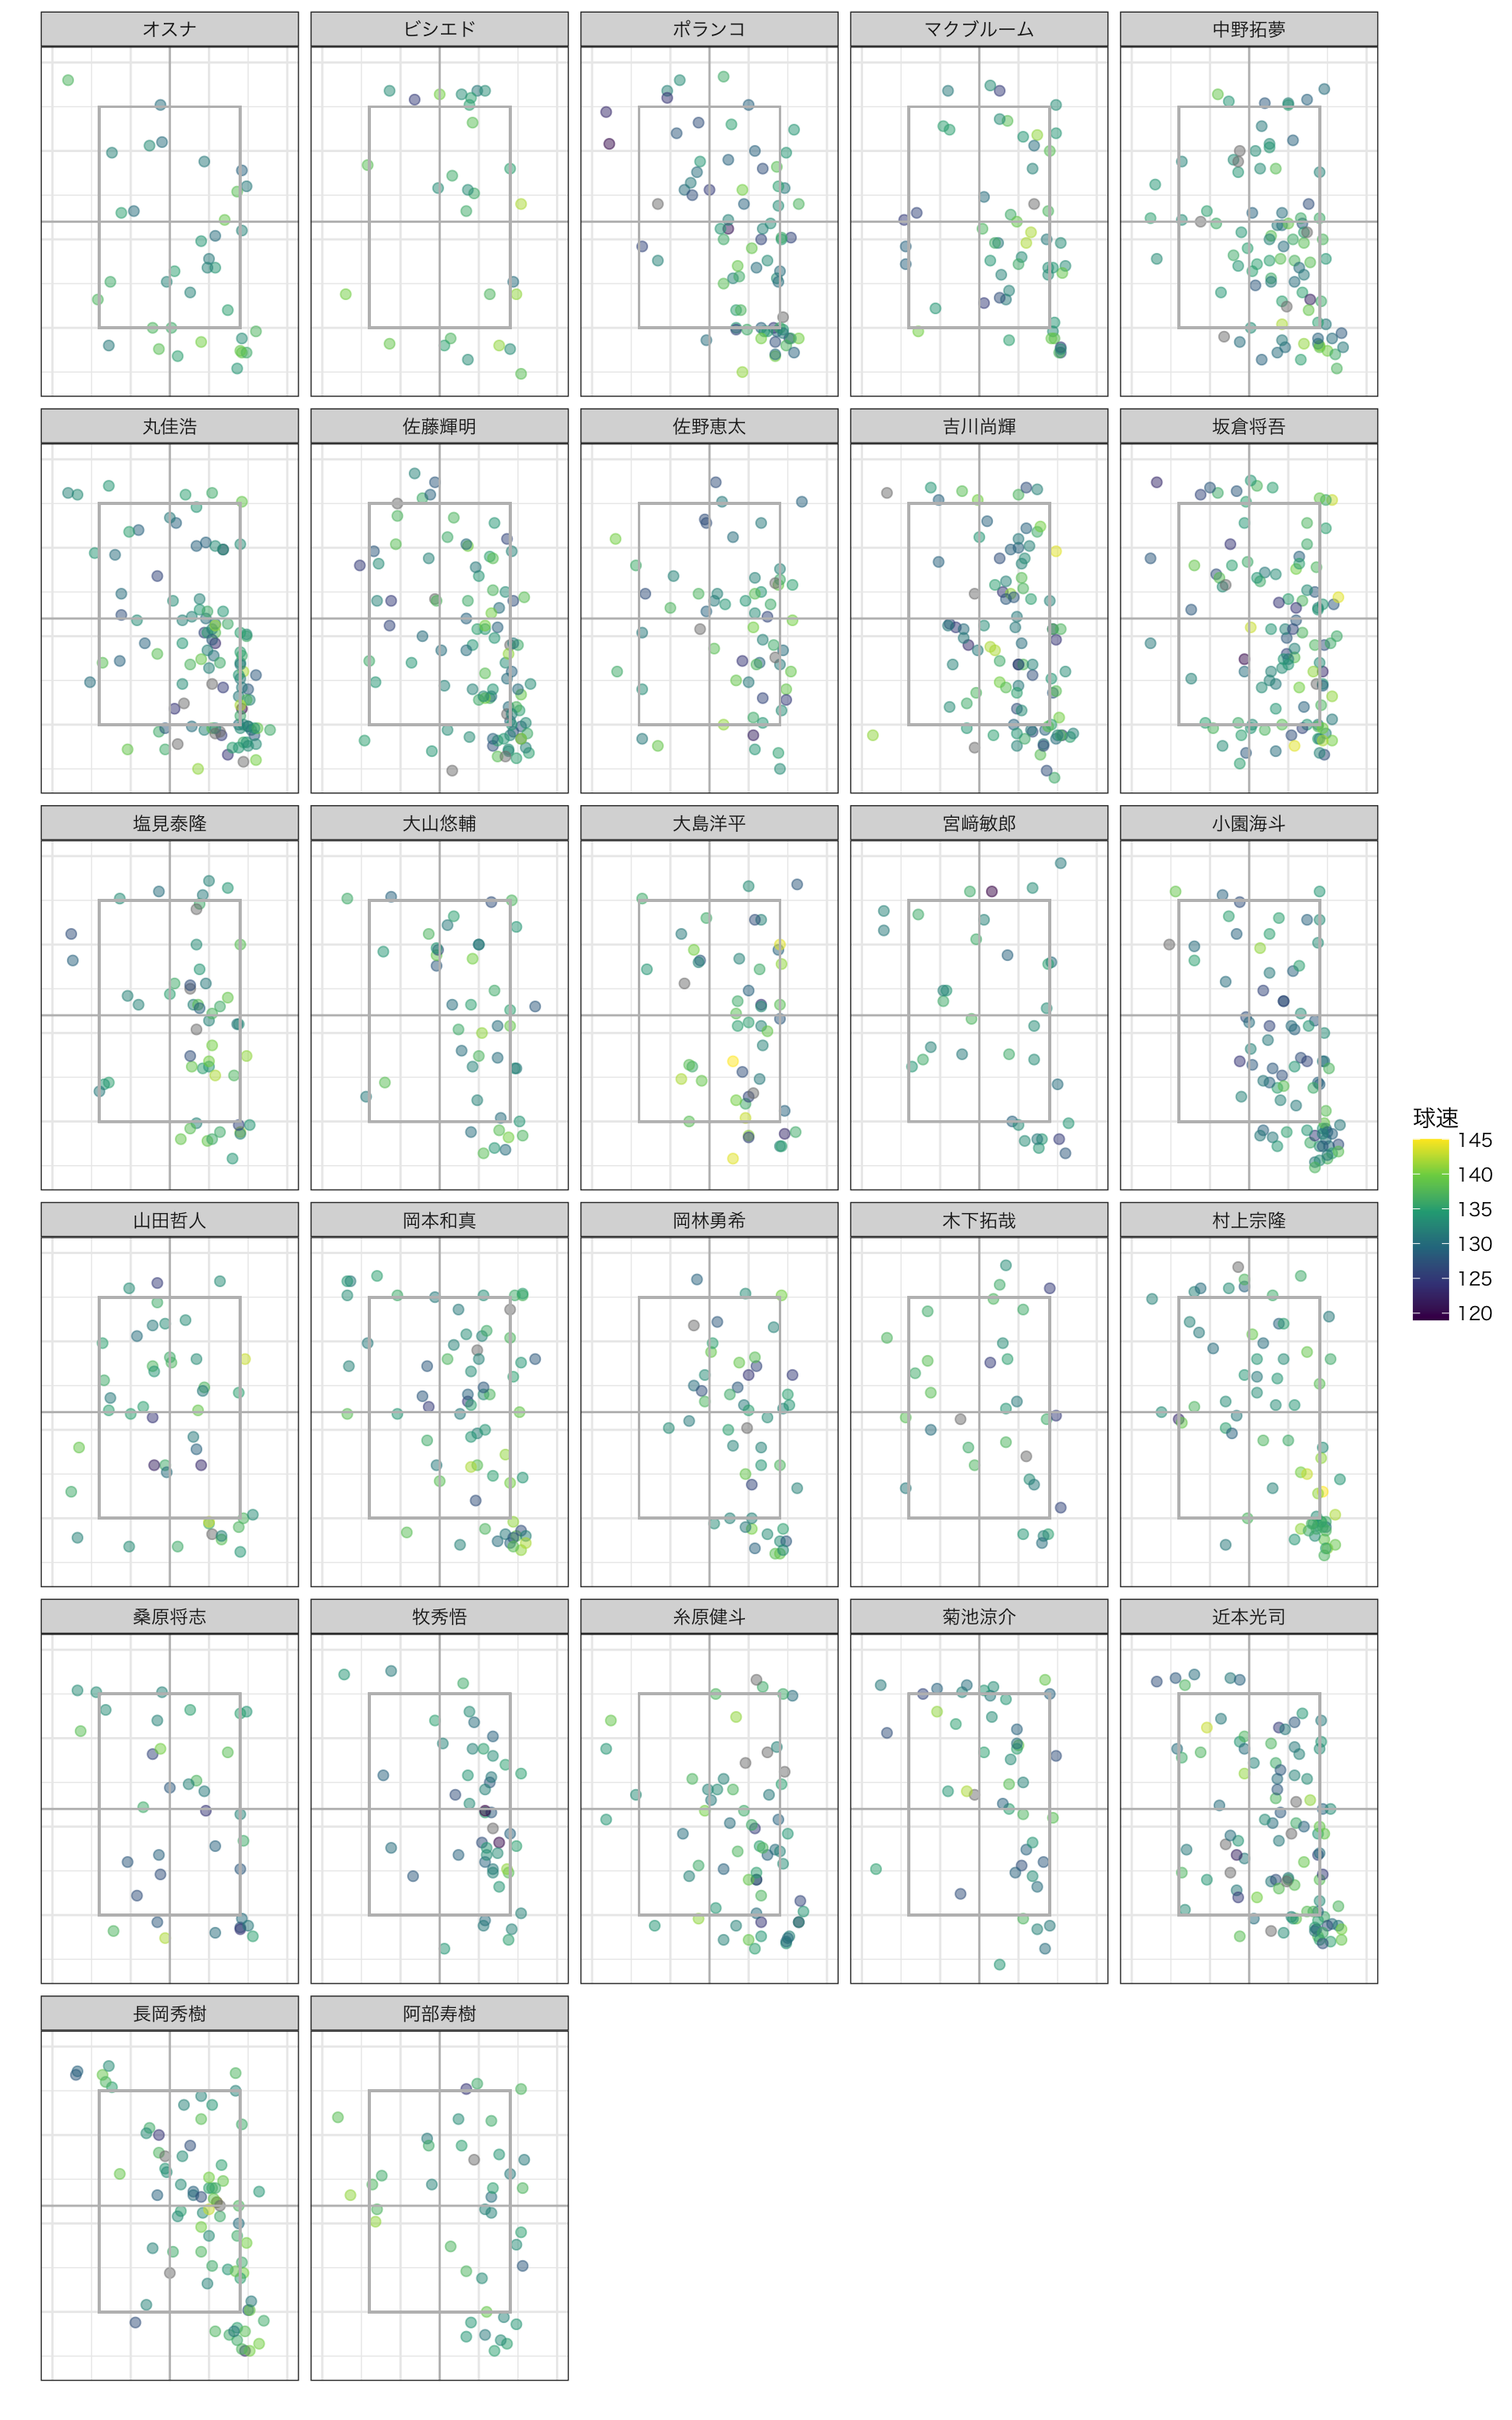 オスナ
ビシエド
ポランコ
マクブルーム
中野拓夢
丸佳浩
佐藤輝明
佐野恵太
吉川尚輝
坂倉将吾
塩見泰隆
大山悠輔
大島洋平
宮﨑敏郎
小園海斗
山田哲人
岡本和真
岡林勇希
木下拓哉
村上宗隆
桑原将志
牧秀悟
糸原健斗
菊池涼介
近本光司
長岡秀樹
阿部寿樹
球速
145
140
135
130
125
120